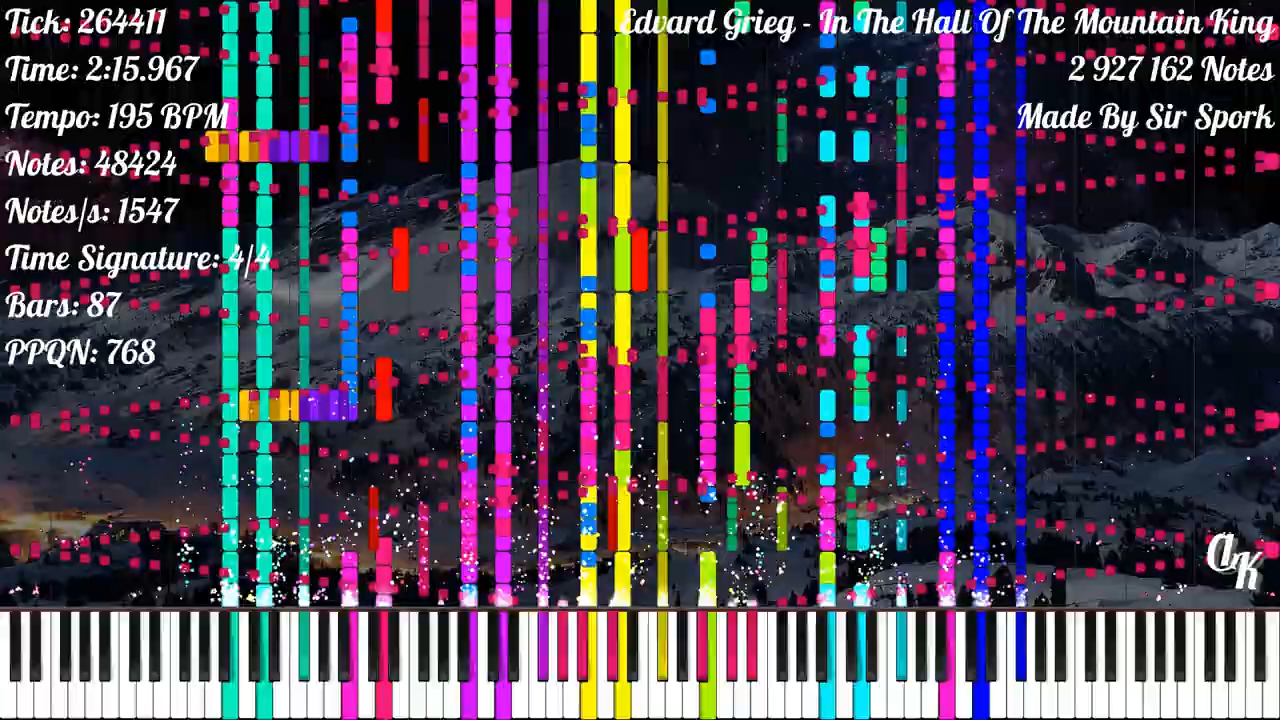 Tick: 264411
Time: 2:15.967
Tempo: 195 BPM
Notes: 48424
Notes/s: 1547
Time Signature: 4/4
Bars: 87
PPQN: 768
Edvard Grieg - In The Hall Of The Mountain King
2 927 162 Notes
Made By Sir Spork